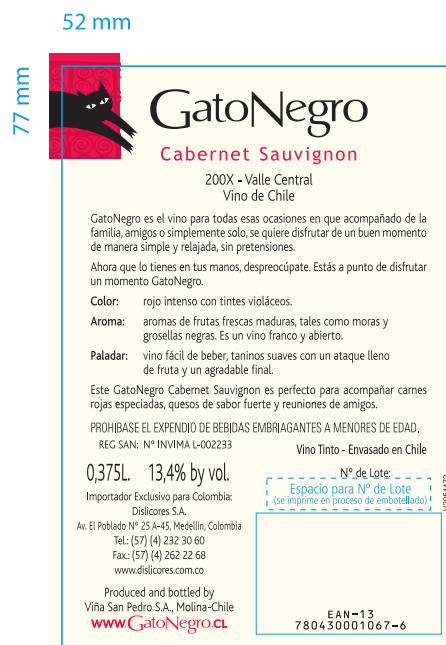 52 mm
77 mm
GatoNegro
Cabernet Sauvignon
200X - Valle Central
Vino de Chile
GatoNegro es el vino para todas esas ocasiones en que acompañado de la
familia, amigos o simplemente solo, se quiere disfrutar de un buen momento
de manera simple y relajada, sin pretensiones.
Ahora que lo tienes en tus manos, despreocúpate. Estás a punto de disfrutar
un momento GatoNegro.
Color: rojo intenso con tintes violáceos.
Aroma: aromas de frutas frescas maduras, tales como moras y
grosellas negras. Es un vino franco y abierto.
Paladar: vino fácil de beber, taninos suaves con un ataque lleno
de fruta y un agradable final.
Este GatoNegro Cabernet Sauvignon es perfecto para acompañar carnes
rojas especiadas, quesos de sabor fuerte y reuniones de amigos.
PROHIBASE EL EXPENDIO DE BEBIDAS EMBRIAGANTES A MENORES DE EDAD.
REG SAN: Nº INVIMA L-002233
Vino Tinto - Envasado en Chile
0,375L. 13,4% by vol.
Nº de Lote:
Espacio para Nº de Lote
(se imprime en proceso de embotellado)
Importador Exclusivo para Colombia:
Dislicores S.A.
Av. El Poblado Nº 25 A-45, Medellín, Colombia
Tel.: (57) (4) 232 30 60
Fax.: (57) (4) 262 22 68
www.dislicores.com.co
Produced and bottled by
Viña San Pedro S.A., Molina-Chile
www.GatoNegro.CL
EAN-13
780430001067-6